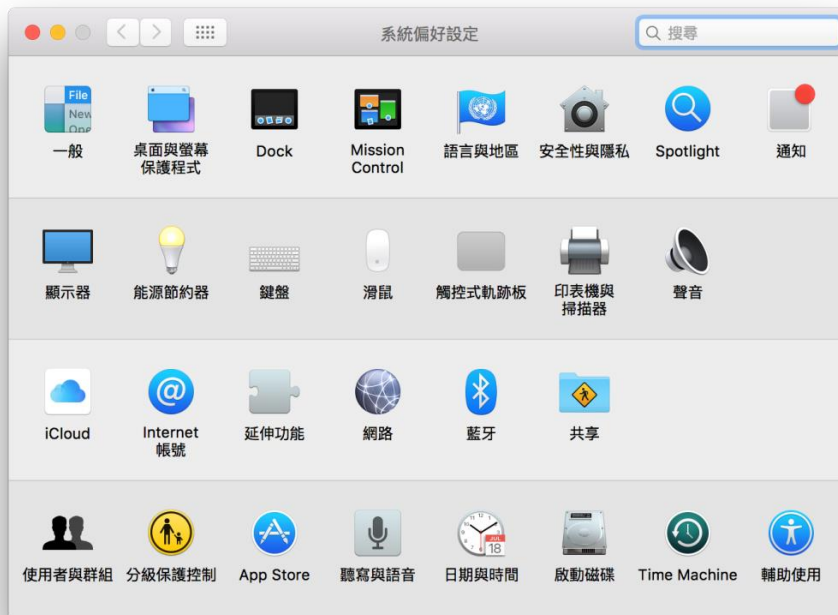 系統偏好設定
搜尋
File
New
一般
桌面與螢幕
保護程式
Dock
Mission
Control
語言與地區
安全性與隱私
Spotlight
通知
顯示器
能源節約器
鍵盤
滑鼠
觸控式軌跡板
印表機與
掃描器
聲音
iCloud
@
Internet
帳號
延伸功能
網路
藍牙
共享
使用者與群組
分級保護控制
App Store
聽寫與語音
JUL
18
日期與時間
啟動磁碟
Time Machine
輔助使用